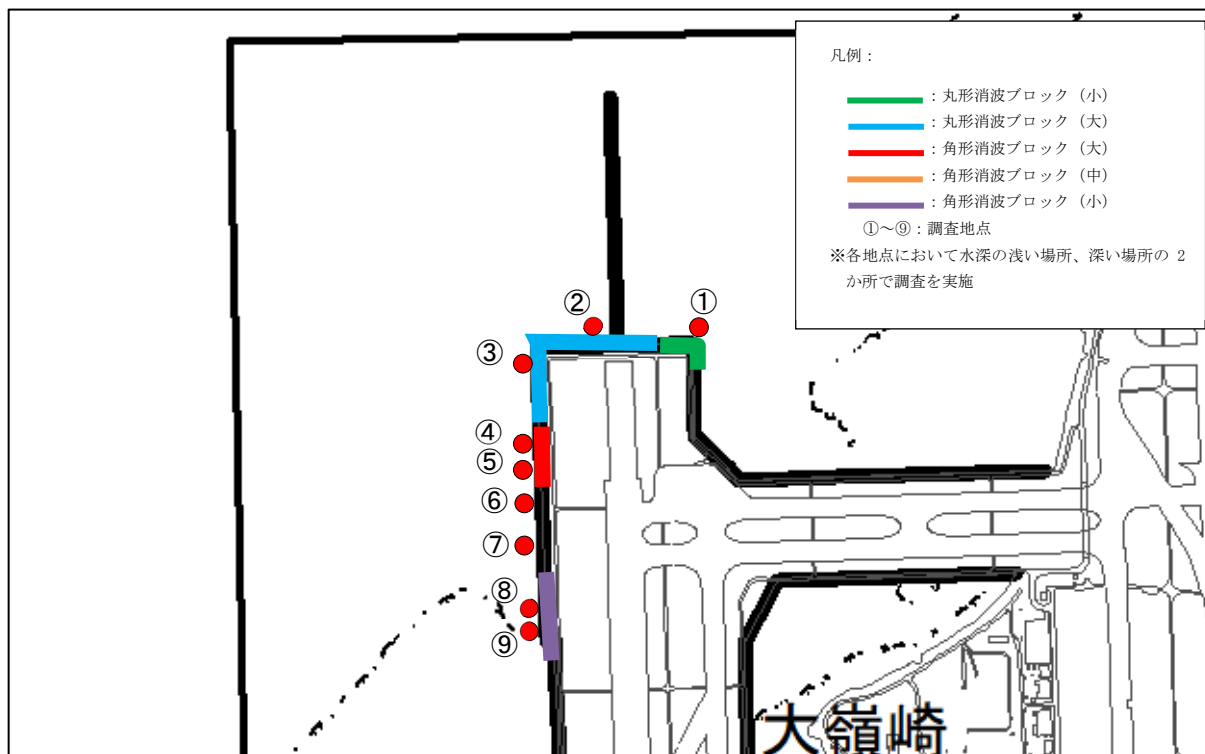 凡例：
：丸形消波ブロック（小）
：丸形消波ブロック（大）
：角形消波ブロック（大）
：角形消波ブロック（中）
：角形消波ブロック（小）
①～⑨：調査地点
※各地点において水深の浅い場所、深い場所の 2
か所で調査を実施
①
②
③
④
⑤
⑥
⑦
⑧
⑨
大嶺崎